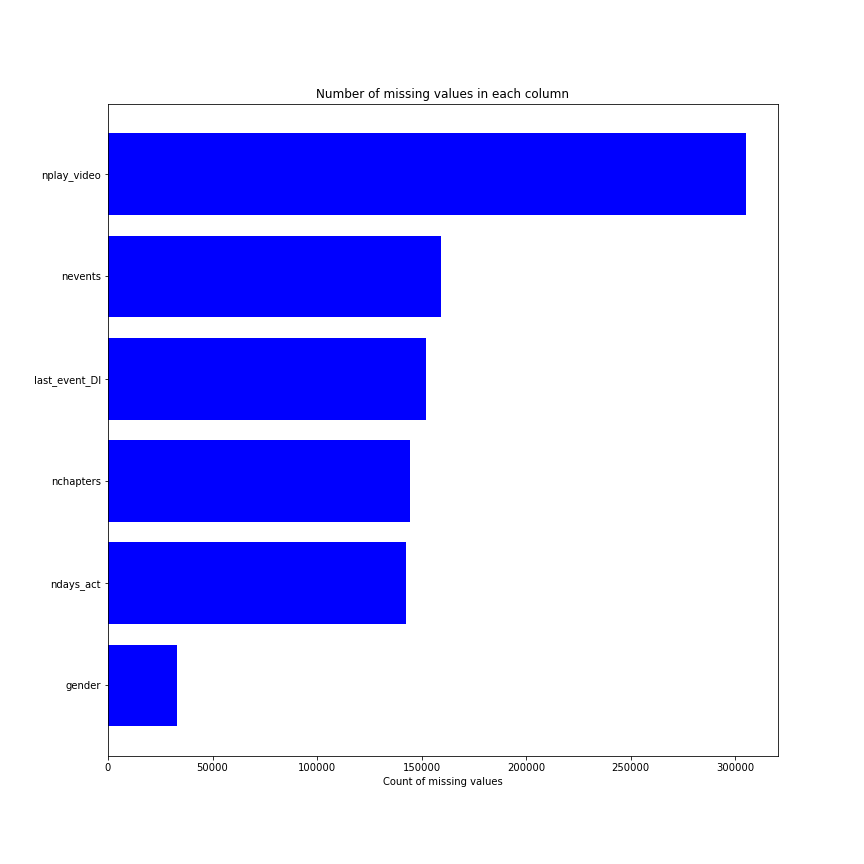 Number of missing values in each column
nplay_video
nevents
last_event_DI
nchapters
ndays_act
gender
0 50000 100000 150000 200000 250000 300000
Count of missing values